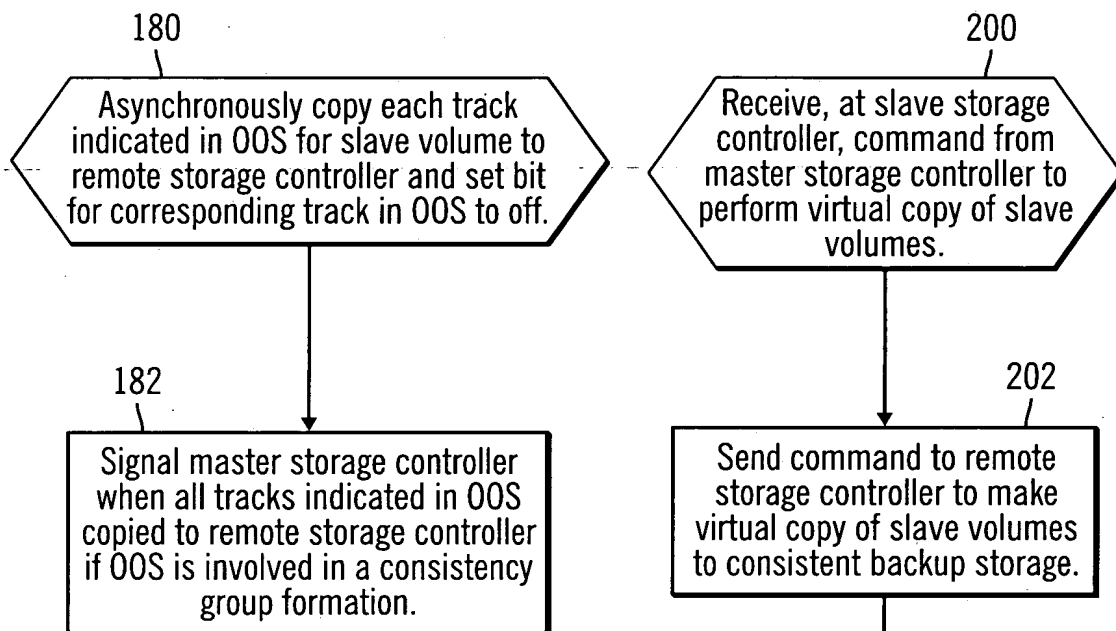 180
Asynchronously copy each track
indicated in OOS for slave volume to
remote storage controller and set bit
for corresponding track in OOS to off.
182
Signal master storage controller
when all tracks indicated in OOS
copied to remote storage controller
if OOS is involved in a consistency
group formation.
200
Receive, at slave storage
controller, command from
master storage controller to
perform virtual copy of slave
volumes.
202
Send command to remote
storage controller to make
virtual copy of slave volumes
to consistent backup storage.